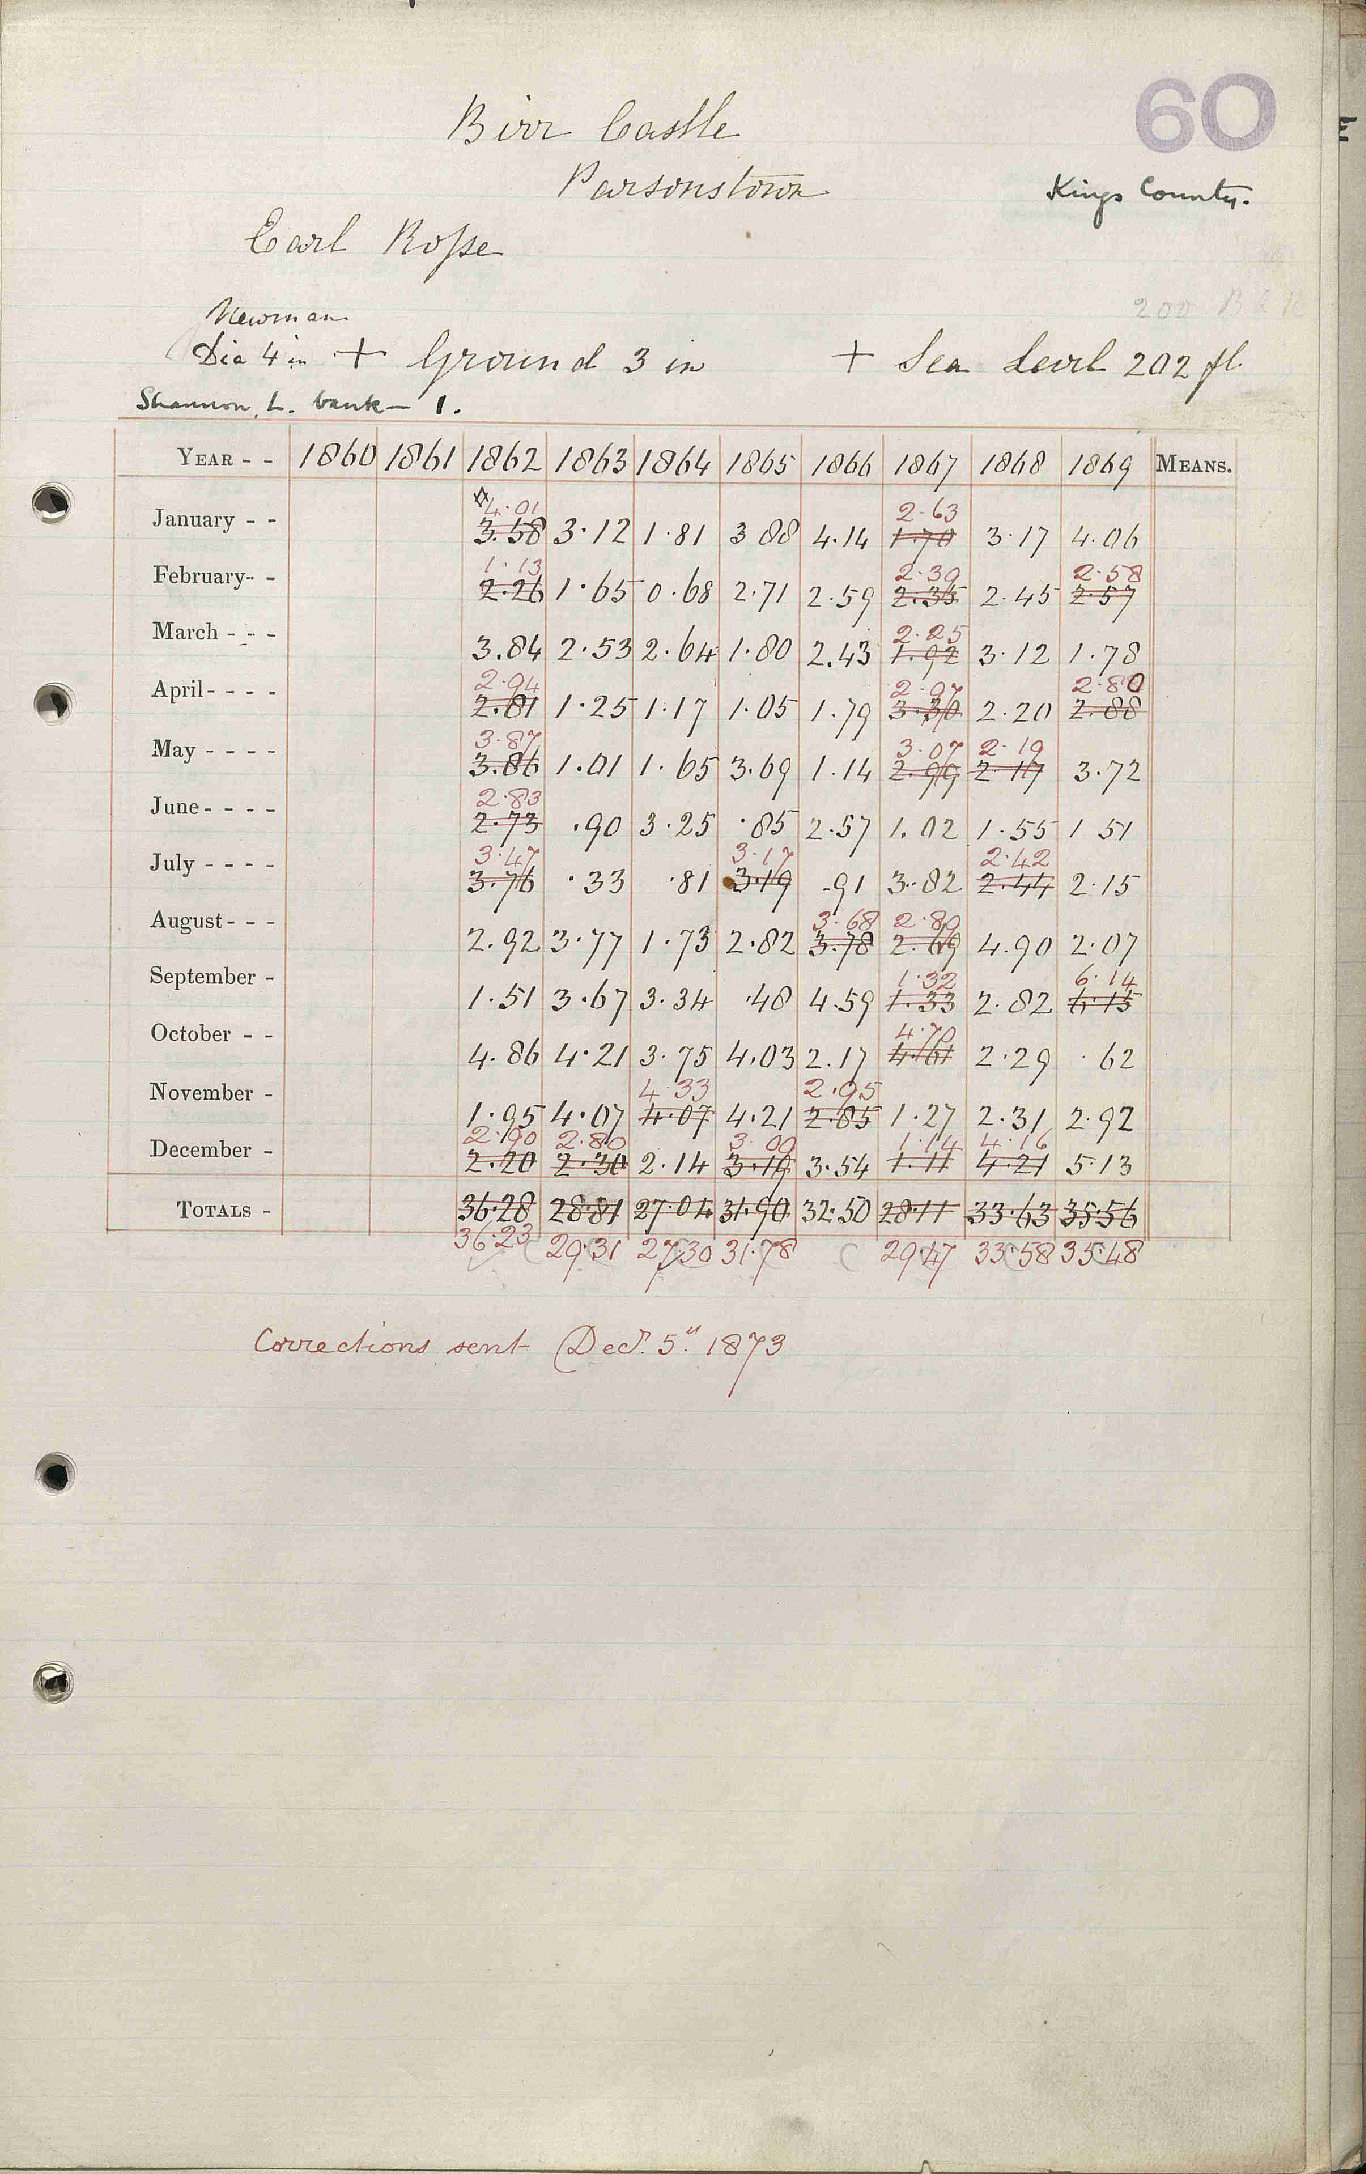 60
Birr Castle
Parsonstown
Kings County.
Earl Rosse
Newman
Dia 4 in + Ground 3 in + Sea Level 202 ft.
Shannon, L. bank — 1.
YEAR - - 1860 1861 1862 1863 1864 1865 1866 1867 1868 1869 MEANS.
4.01 2.63
January - - 3.58 3.12 1.81 3.88 4.14 1.70 3.17 4.06
1.13 2.39 2.58
February- - 2.26 1.65 0.68 2.71 2.59 2.35 2.45 2.57
2.25
March - - - 3.84 2.53 2.64 1.80 2.43 1.92 3.12 1.78
2.94 2.97 2.80
April- - - - 2.81 1.25 1.17 1.05 1.79 3.30 2.20 2.88
3.87 3.07 2.19
May - - - - 3.86 1.01 1.65 3.69 1.14 2.99 2.17 3.72
2.83
June- - - - 2.73 .90 3.25 .85 2.57 1.02 1.55 1 51
3.47 3.17 2.42
July - - - - 3.76 .33 .81 3.19 .91 3.82 2.44 2.15
3.68 2.89
August- - - 2.92 3.77 1.73 2.82 3.78 2.69 4.90 2.07
1.32 6.14
September - 1.51 3.67 3.34 .48 4.59 1.33 2.82 6.15
4.70
October - - 4.86 4.21 3.75 4.03 2.17 4.61 2.29 .62
4.33 2.95
November - 1.95 4.07 4.07 4.21 2.85 1.27 2.31 2.92
2.90 2.80 3.09 1.14 4.16
December - 2.20 2.30 2.14 3.19 3.54 1.11 4.21 5.13
TOTALS - 36.28 28.81 27.04 31.90 32.50 28.11 33.63 35.56
36.23 29.31 27.30 31.78 29.47 33.58 35.48
Corrections sent Decr. 5th 1873